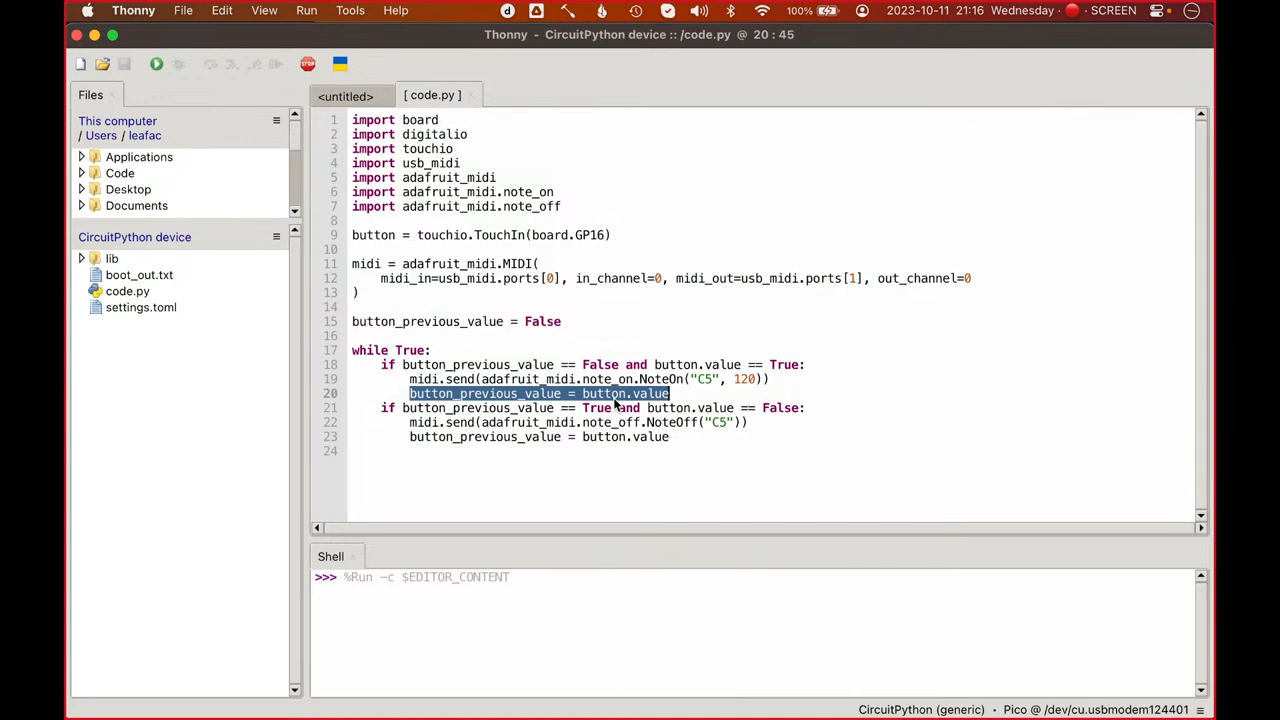 Thonny File Edit View Run Tools Help d 100% 2023-10-11 21:16 Wednesday SCREEN
Thonny - CircuitPython device :: /code.py @ 20 : 45
STOP
Files
This computer
/ Users / leafac
Applications
Code
Desktop
Documents
CircuitPython device
lib
boot_out.txt
code.py
settings.toml
<untitled>
[ code.py ]
1 import board
2 import digitalio
3 import touchio
4 import usb_midi
5 import adafruit_midi
6 import adafruit_midi.note_on
7 import adafruit_midi.note_off
8
9 button = touchio.TouchIn(board.GP16)
10
11 midi = adafruit_midi.MIDI(
12     midi_in=usb_midi.ports[0], in_channel=0, midi_out=usb_midi.ports[1], out_channel=0
13 )
14
15 button_previous_value = False
16
17 while True:
18     if button_previous_value == False and button.value == True:
19         midi.send(adafruit_midi.note_on.NoteOn("C5", 120))
20         button_previous_value = button.value
21     if button_previous_value == True and button.value == False:
22         midi.send(adafruit_midi.note_off.NoteOff("C5"))
23         button_previous_value = button.value
24
Shell
>>> %Run -c $EDITOR_CONTENT
CircuitPython (generic) • Pico @ /dev/cu.usbmodem124401